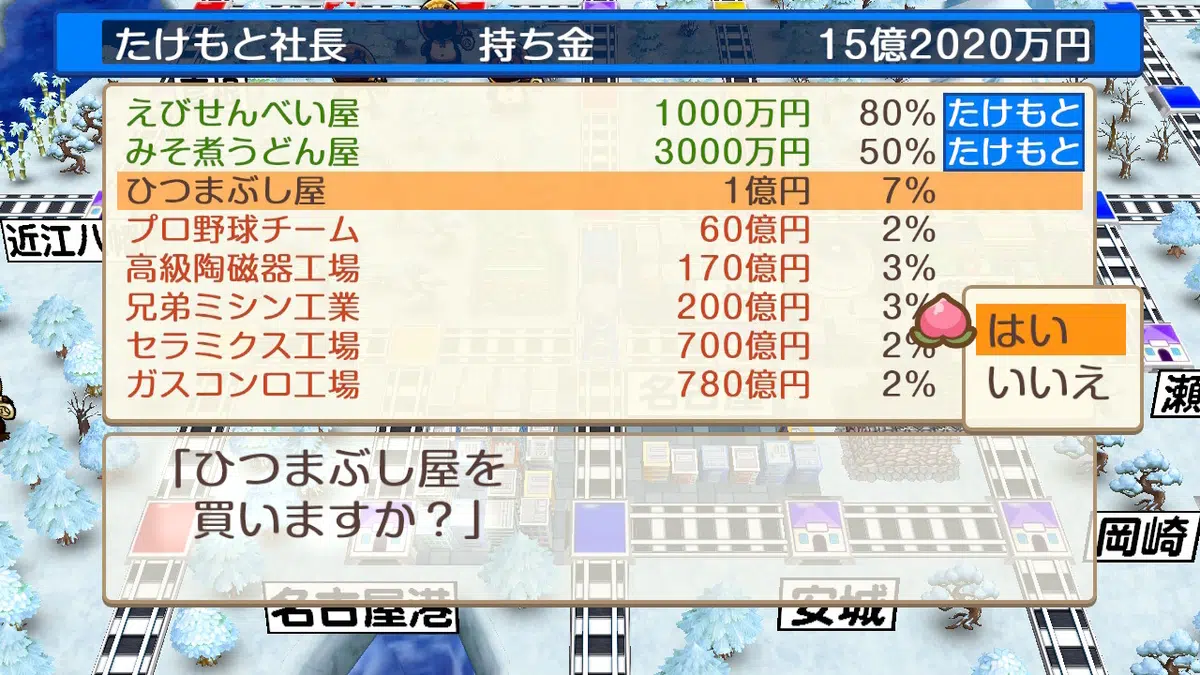 たけもと社長 持ち金 15億2020万円
えびせんべい屋 1000万円 80% たけもと
みそ煮うどん屋 3000万円 50% たけもと
ひつまぶし屋 1億円 7%
プロ野球チーム 60億円 2%
高級陶磁器工場 170億円 3%
兄弟ミシン工業 200億円 3%
セラミクス工場 700億円 2%
ガスコンロ工場 780億円 2%
はい
いいえ
「ひつまぶし屋を
買いますか？」
近江八
名古屋
瀬
岡崎
名古屋港
安城